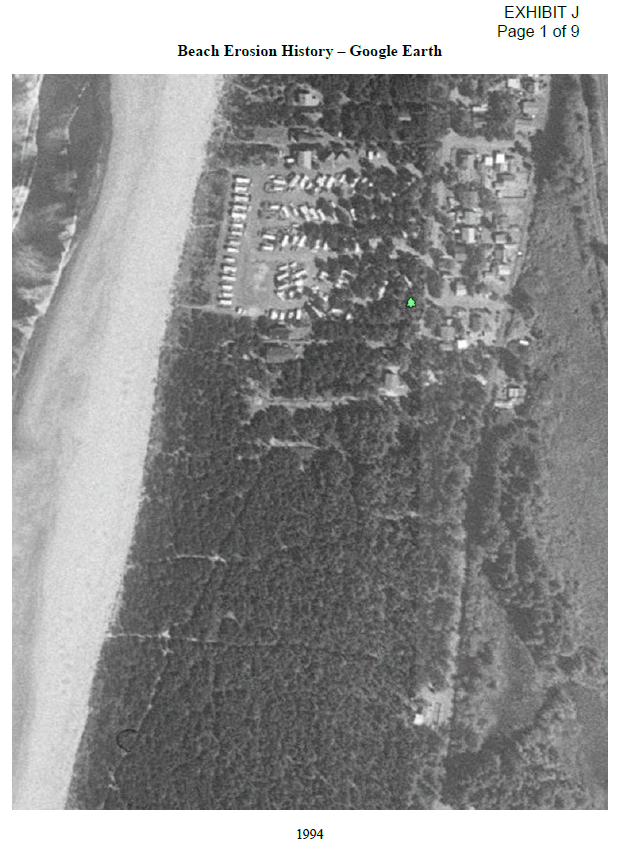 EXHIBIT J
Page 1 of 9
Beach Erosion History – Google Earth
1994